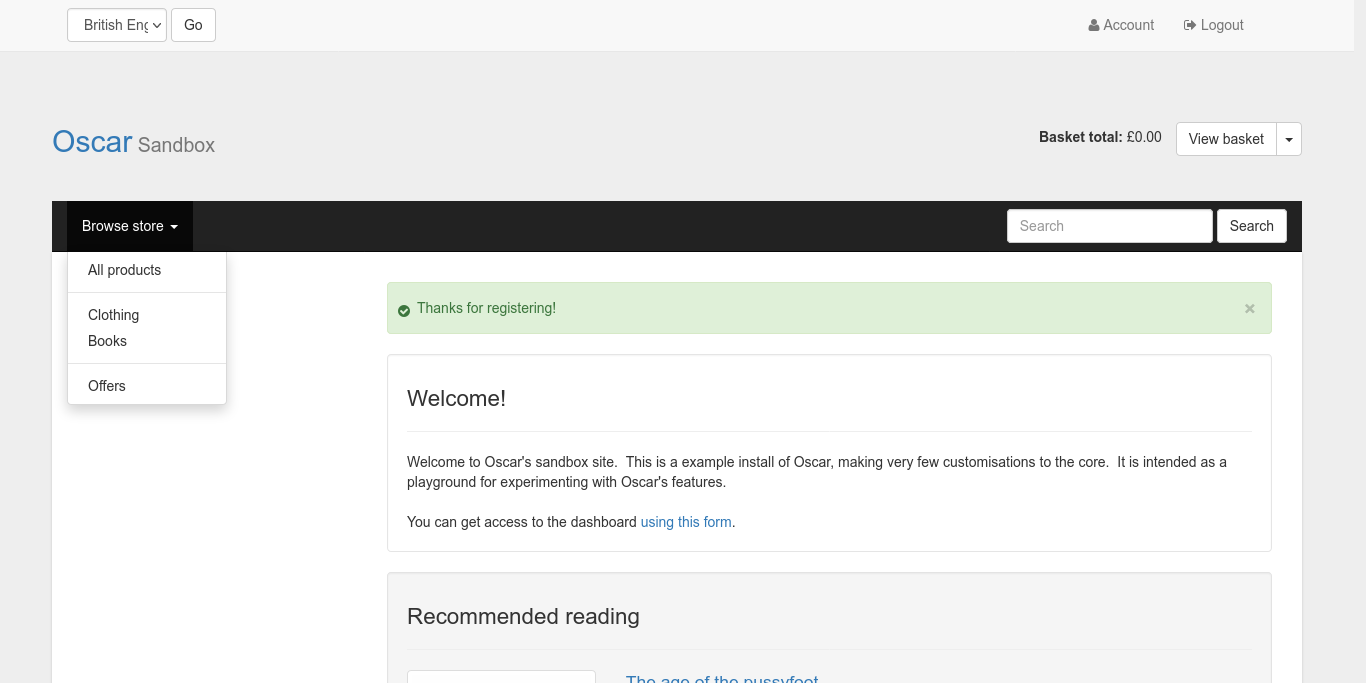 British Eng
Go
Account
Logout
Oscar Sandbox
Basket total: £0.00
View basket
Browse store
Search
Search
All products
Clothing
Books
Offers
Thanks for registering!
×
Welcome!
Welcome to Oscar's sandbox site. This is a example install of Oscar, making very few customisations to the core. It is intended as a
playground for experimenting with Oscar's features.
You can get access to the dashboard using this form.
Recommended reading
The age of the pussyfoot